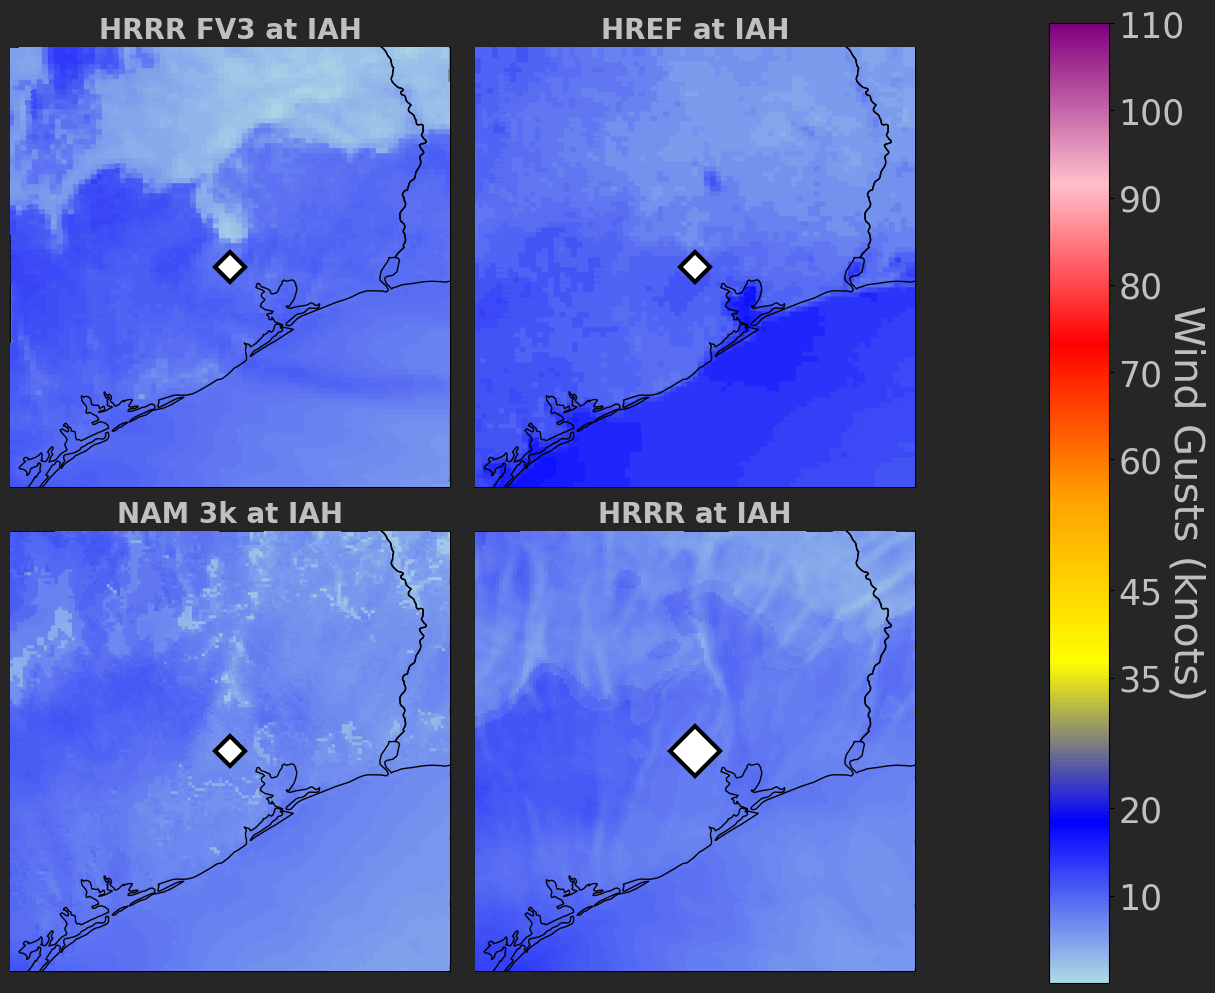 HRRR FV3 at IAH
HREF at IAH
NAM 3k at IAH
HRRR at IAH
110
100
90
80
70
60
45
35
20
10
Wind Gusts (knots)